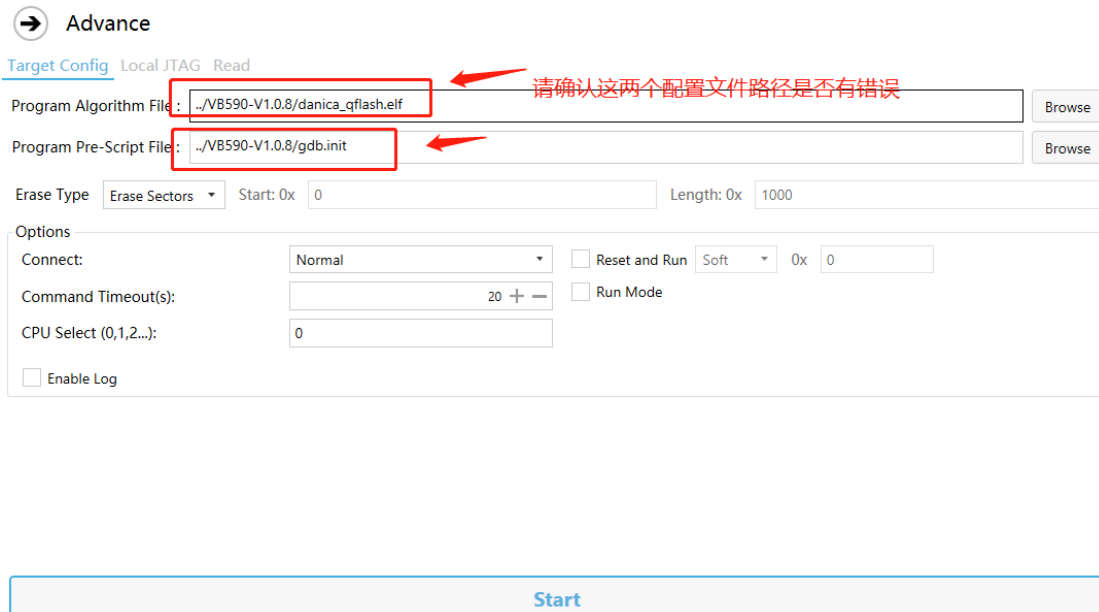 Advance
Target Config Local JTAG Read
请确认这两个配置文件路径是否有错误
Program Algorithm File : ../VB590-V1.0.8/danica_qflash.elf Browse
Program Pre-Script File : ../VB590-V1.0.8/gdb.init Browse
Erase Type Erase Sectors Start: 0x 0 Length: 0x 1000
Options
Connect: Normal Reset and Run Soft 0x 0
Command Timeout(s): 20 Run Mode
CPU Select (0,1,2...): 0
Enable Log
Start